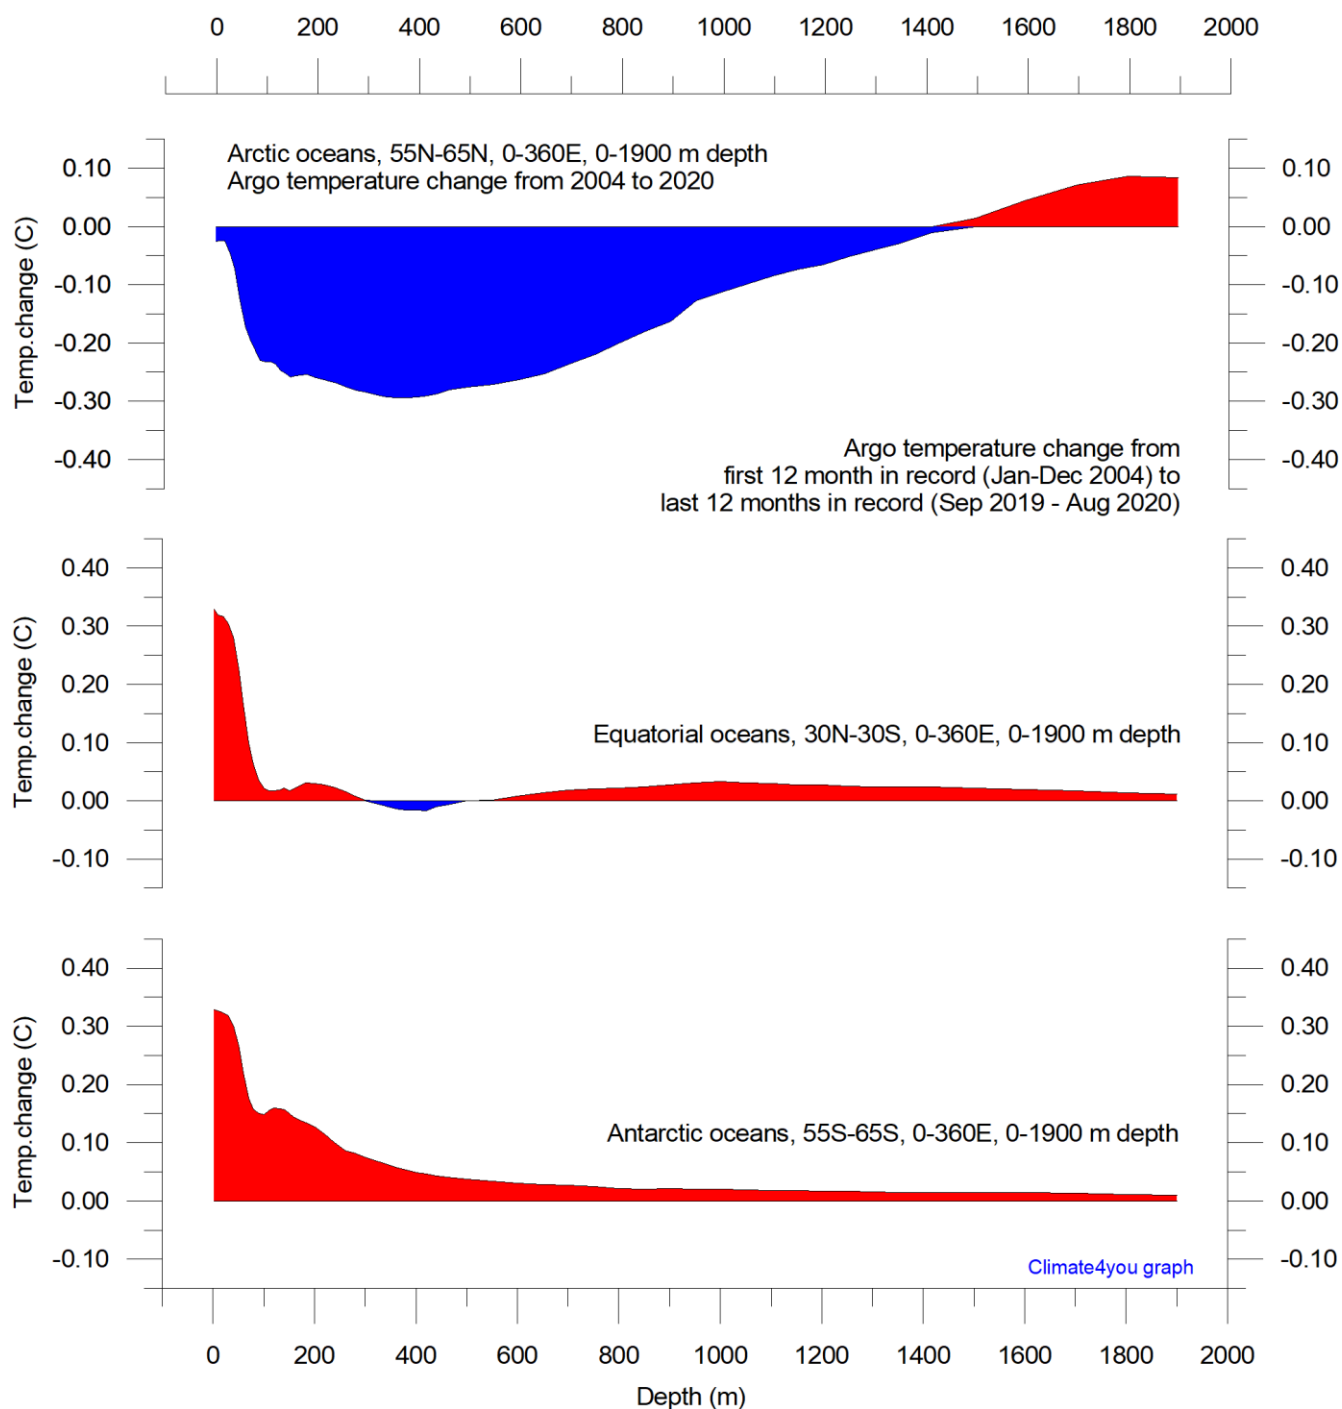 0 200 400 600 800 1000 1200 1400 1600 1800 2000
Arctic oceans, 55N-65N, 0-360E, 0-1900 m depth
Argo temperature change from 2004 to 2020
Temp.change (C)
0.10 0.10
0.00 0.00
-0.10 -0.10
-0.20 -0.20
-0.30 -0.30
-0.40 -0.40
Argo temperature change from
first 12 month in record (Jan-Dec 2004) to
last 12 months in record (Sep 2019 - Aug 2020)
Temp.change (C)
0.40 0.40
0.30 0.30
0.20 0.20
0.10 0.10
0.00 0.00
-0.10 -0.10
Equatorial oceans, 30N-30S, 0-360E, 0-1900 m depth
Temp.change (C)
0.40 0.40
0.30 0.30
0.20 0.20
0.10 0.10
0.00 0.00
-0.10 -0.10
Antarctic oceans, 55S-65S, 0-360E, 0-1900 m depth
Climate4you graph
0 200 400 600 800 1000 1200 1400 1600 1800 2000
Depth (m)